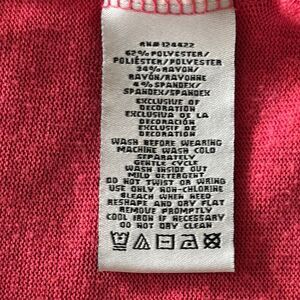 RN# 124422
62% POLYESTER/
POLIÉSTER/POLYESTER
34% RAYON/
RAYÓN/RAYONNE
4% SPANDEX/
SPANDEX/SPANDEX
EXCLUSIVE OF
DECORATION
EXCLUSIVA DE LA
DECORACIÓN
EXCLUSIF DE
DECORATION
WASH BEFORE WEARING
MACHINE WASH COLD
SEPARATELY
GENTLE CYCLE
WASH INSIDE OUT
MILD DETERGENT
DO NOT TWIST OR WRING
USE ONLY NON-CHLORINE
BLEACH WHEN NEED
RESHAPE AND DRY FLAT
REMOVE PROMPTLY
COOL IRON IF NECESSARY
DO NOT DRY CLEAN